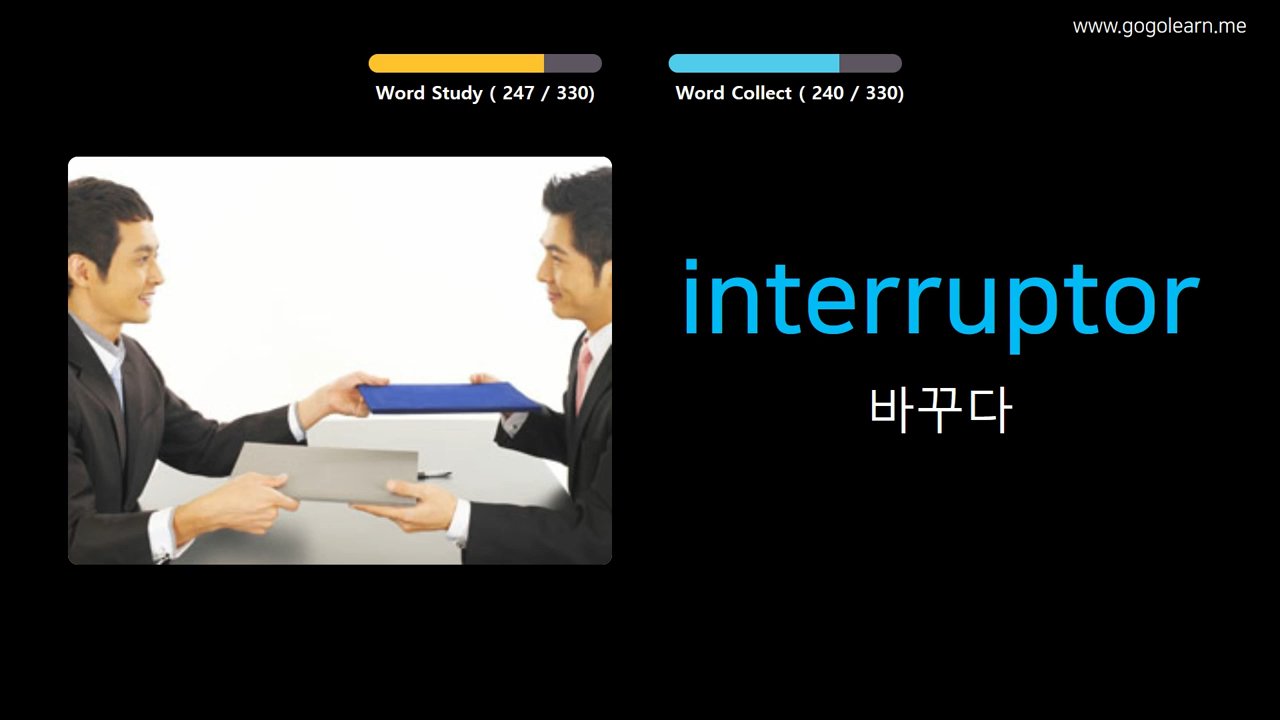 www.gogolearn.me
Word Study ( 247 / 330)
Word Collect ( 240 / 330)
interruptor
바꾸다